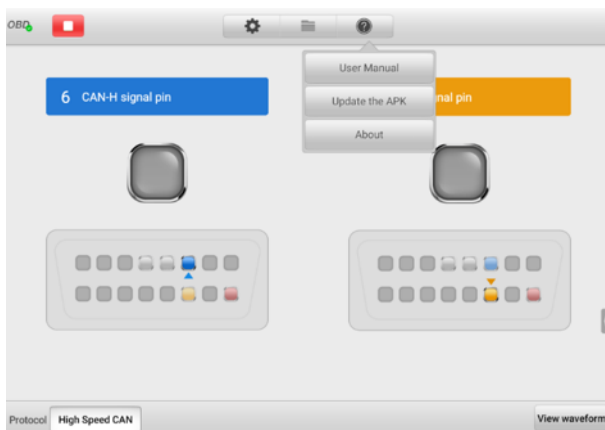 OBD
User Manual
6 CAN-H signal pin
nal pin
Update the APK
About
Protocol High Speed CAN
View waveform